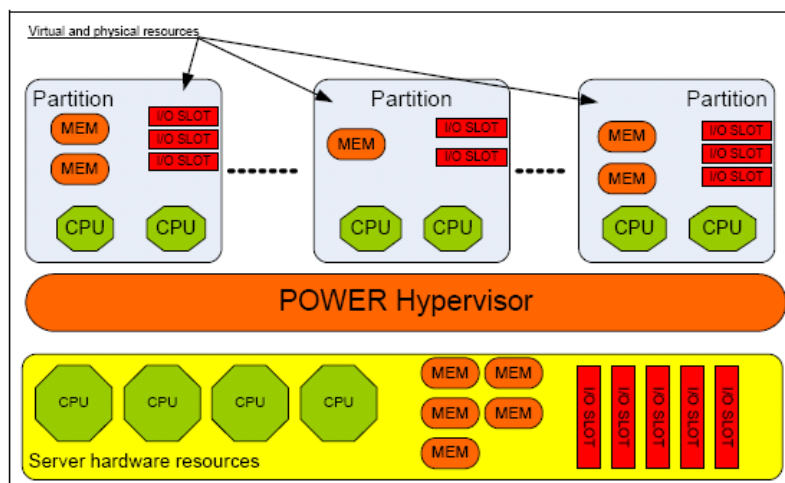 Virtual and physical resources
Partition
MEM
MEM
I/O SLOT
I/O SLOT
I/O SLOT
CPU
CPU
Partition
MEM
I/O SLOT
I/O SLOT
CPU
CPU
Partition
MEM
MEM
I/O SLOT
I/O SLOT
I/O SLOT
CPU
CPU
POWER Hypervisor
CPU
CPU
CPU
CPU
MEM
MEM
MEM
MEM
MEM
I/O SLOT
I/O SLOT
I/O SLOT
I/O SLOT
I/O SLOT
Server hardware resources